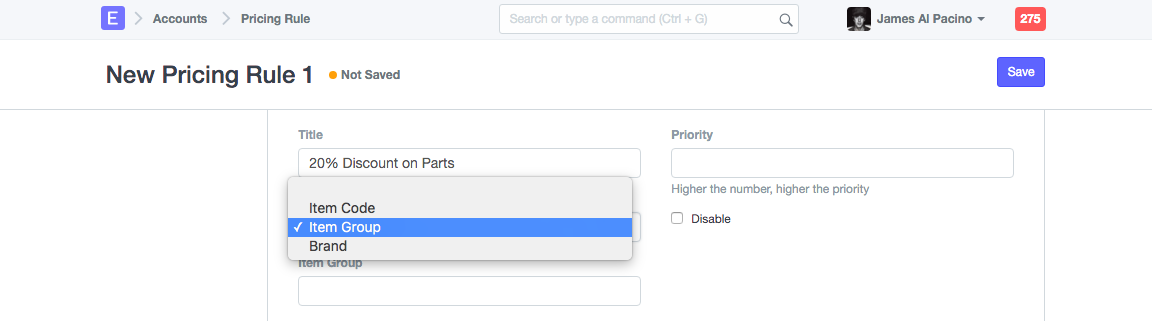 E Accounts Pricing Rule Search or type a command (Ctrl + G) James Al Pacino 275
New Pricing Rule 1 Not Saved Save
Title Priority
20% Discount on Parts
Higher the number, higher the priority
Item Code
Disable
Item Group
Brand
Item Group